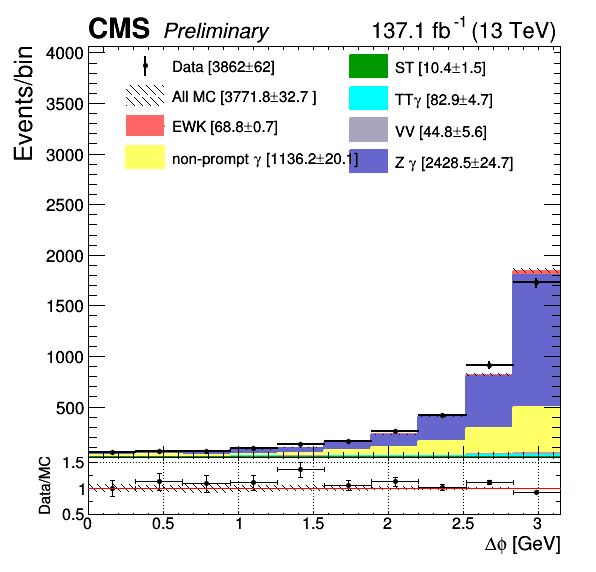 CMS Preliminary 137.1 fb⁻¹ (13 TeV)
Events/bin
4000
3500
3000
2500
2000
1500
1000
500
Data [3862±62]
All MC [3771.8±32.7 ]
EWK [68.8±0.7]
non-prompt γ [1136.2±20.1]
ST [10.4±1.5]
TTγ [82.9±4.7]
VV [44.8±5.6]
Z γ [2428.5±24.7]
Data/MC
1.5
1
0.5
0 0.5 1 1.5 2 2.5 3
Δϕ [GeV]